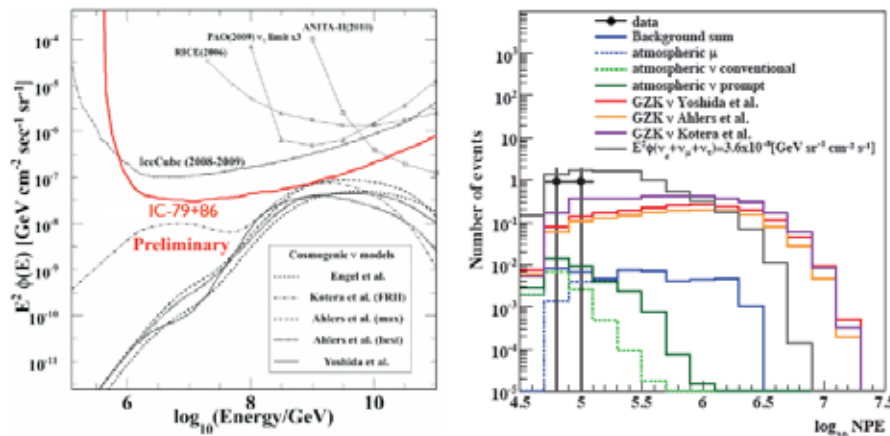 ANITA-II(2010)
PAO(2009) ν_τ limit x3
RICE(2006)
IceCube (2008-2009)
IC-79+86
Preliminary
Cosmogenic ν models
Engel et al.
Kotera et al. (FRII)
Ahlers et al. (max)
Ahlers et al. (best)
Yoshida et al.
E² ϕ(E) [GeV cm⁻² sec⁻¹ sr⁻¹]
10⁻⁴
10⁻⁵
10⁻⁶
10⁻⁷
10⁻⁸
10⁻⁹
10⁻¹⁰
10⁻¹¹
6 7 8 9 10
log₁₀(Energy/GeV)
data
Background sum
atmospheric μ
atmospheric ν conventional
atmospheric ν prompt
GZK ν Yoshida et al.
GZK ν Ahlers et al.
GZK ν Kotera et al.
E²ϕ(ν_e+ν_μ+ν_τ)=3.6x10⁻⁸[GeV sr⁻¹ cm⁻² s⁻¹]
Number of events
10³
10²
10
1
10⁻¹
10⁻²
10⁻³
10⁻⁴
10⁻⁵
4.5 5 5.5 6 6.5 7 7.5
log₁₀ NPE